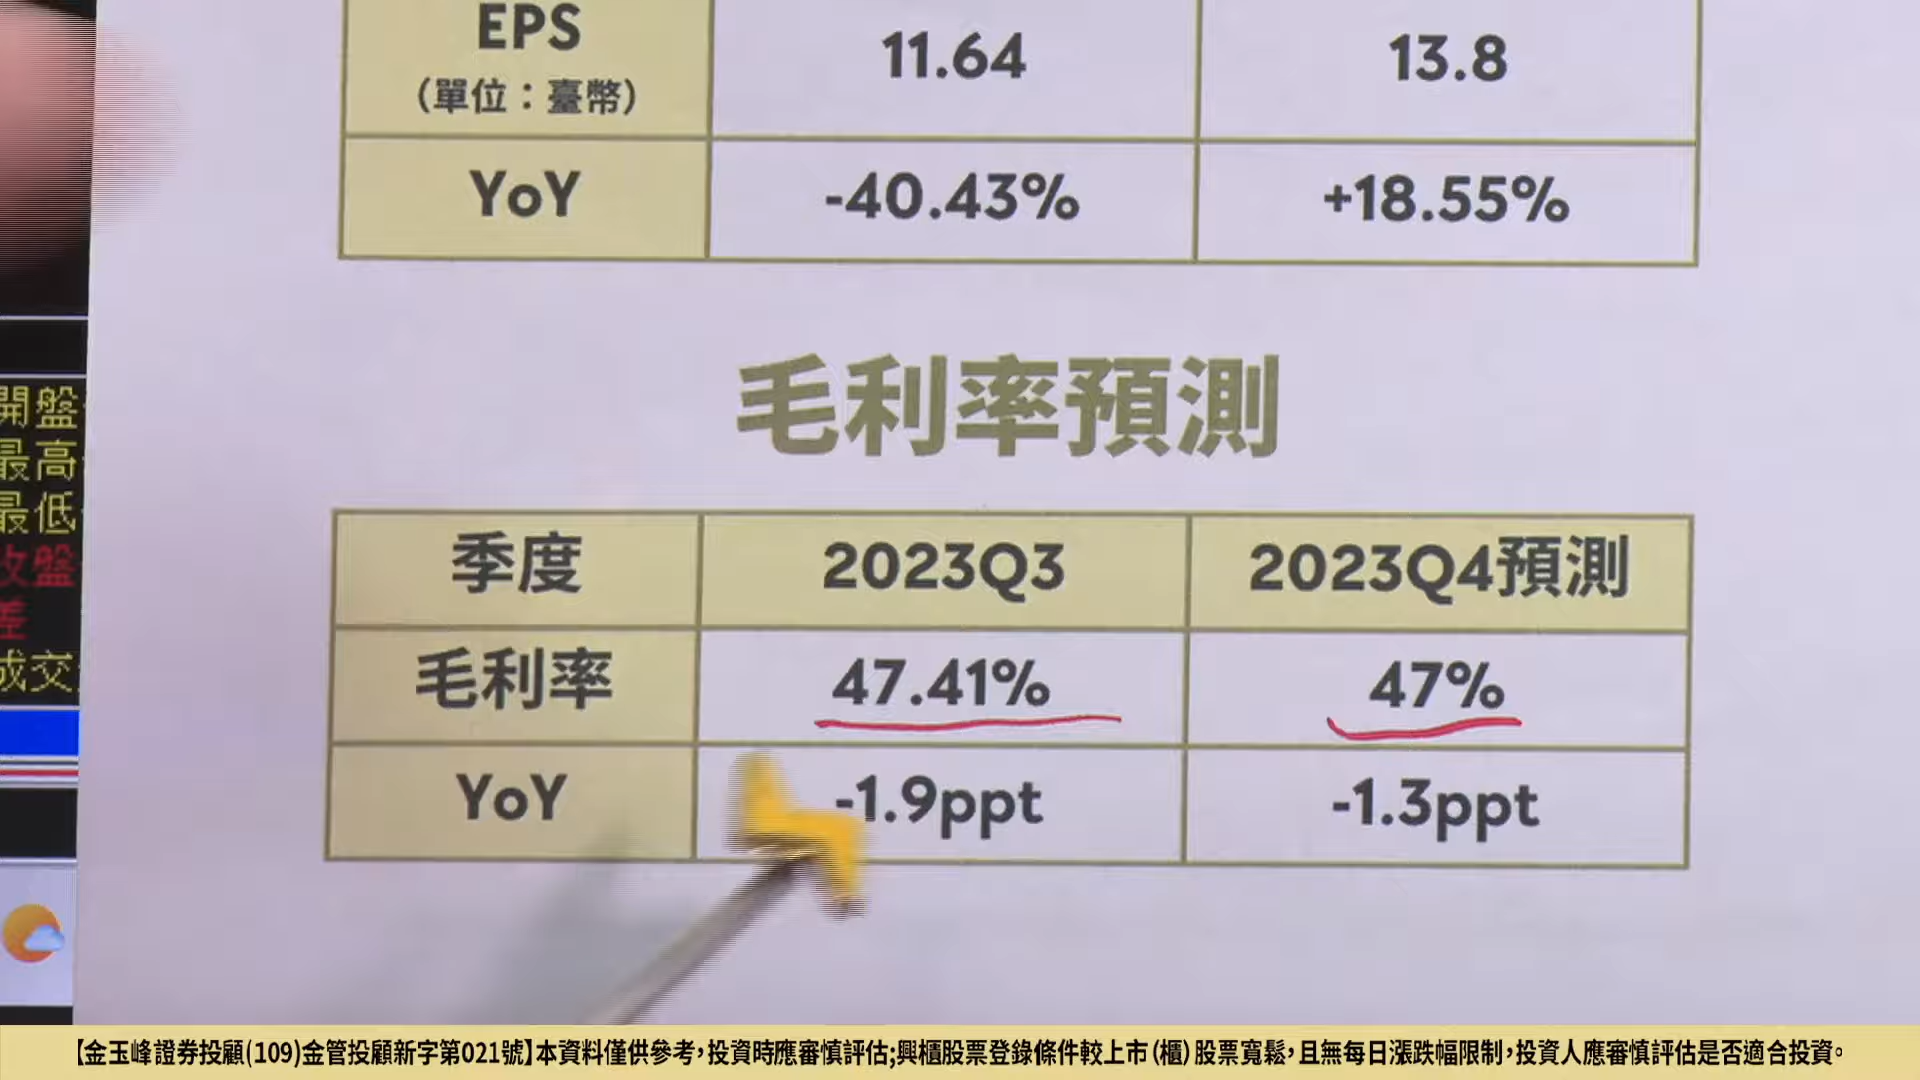 EPS 11.64 13.8
(單位：臺幣)
YoY -40.43% +18.55%
毛利率預測
季度 2023Q3 2023Q4預測
毛利率 47.41% 47%
YoY -1.9ppt -1.3ppt
開盤
最高
最低
收盤
差
成交
【金玉峰證券投顧(109)金管投顧新字第021號】本資料僅供參考，投資時應審慎評估;興櫃股票登錄條件較上市(櫃)股票寬鬆，且無每日漲跌幅限制，投資人應審慎評估是否適合投資。